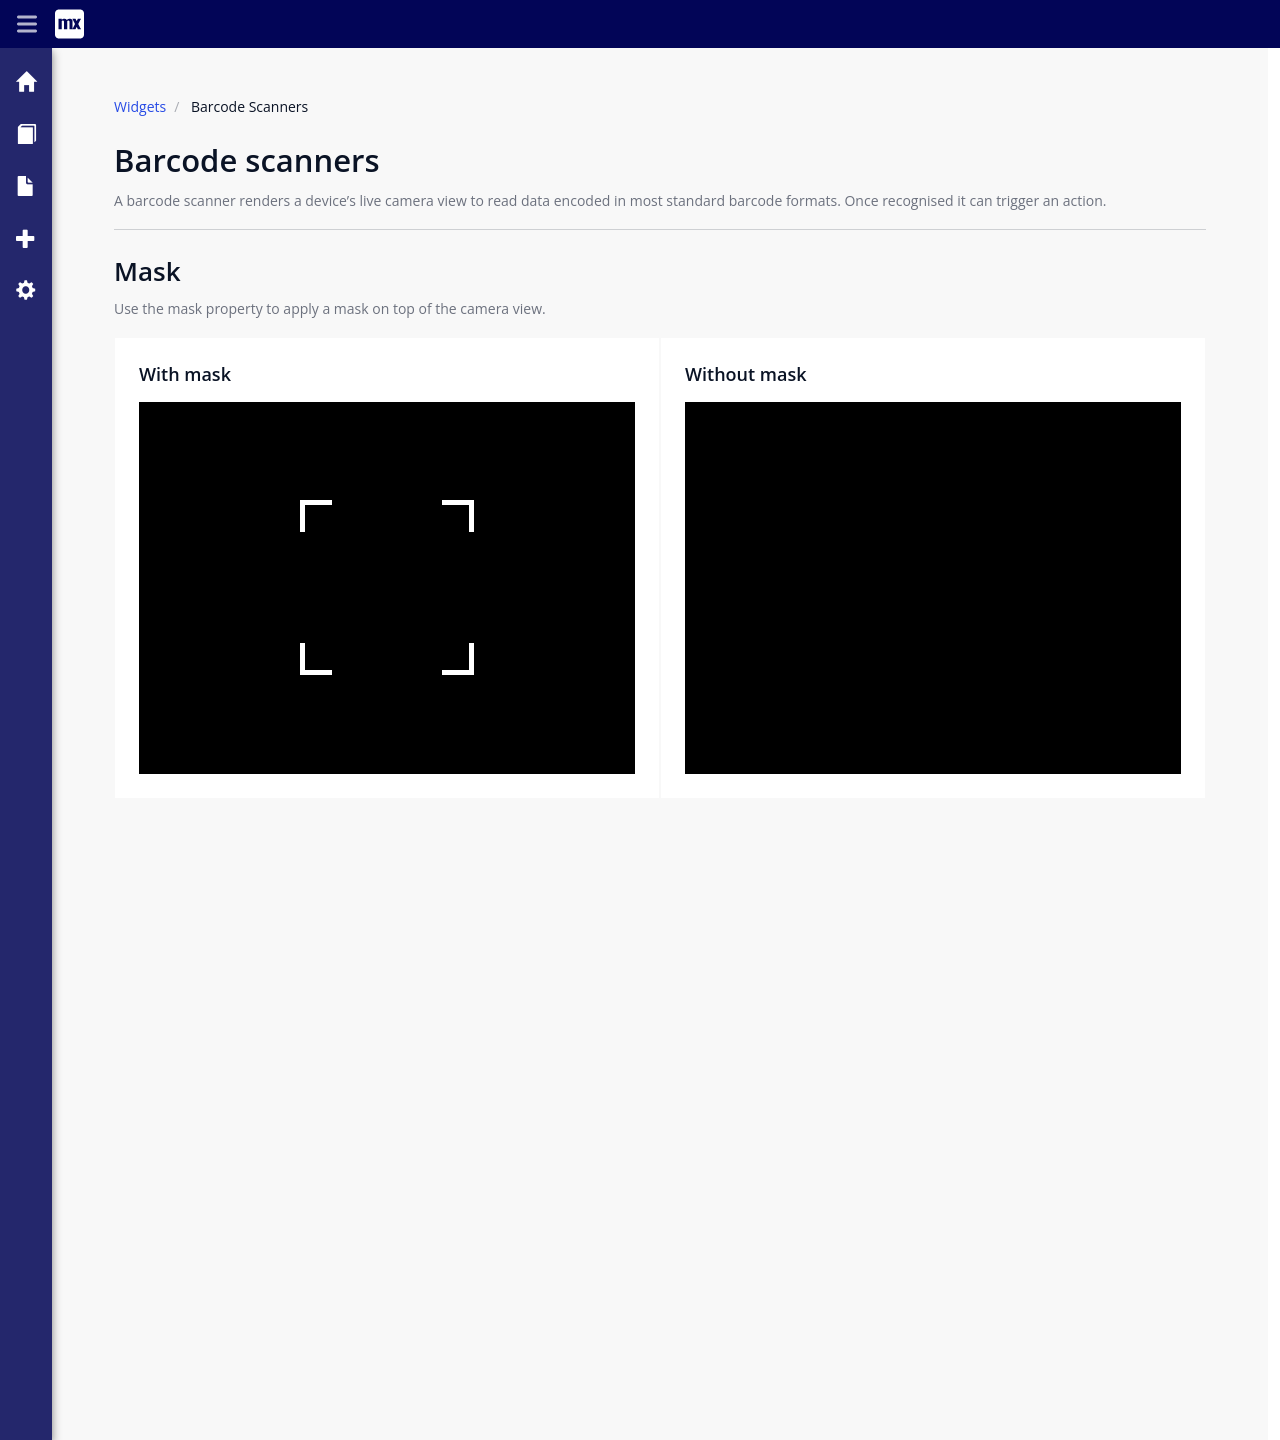 mx
Widgets / Barcode Scanners
Barcode scanners
A barcode scanner renders a device’s live camera view to read data encoded in most standard barcode formats. Once recognised it can trigger an action.
Mask
Use the mask property to apply a mask on top of the camera view.
With mask
Without mask